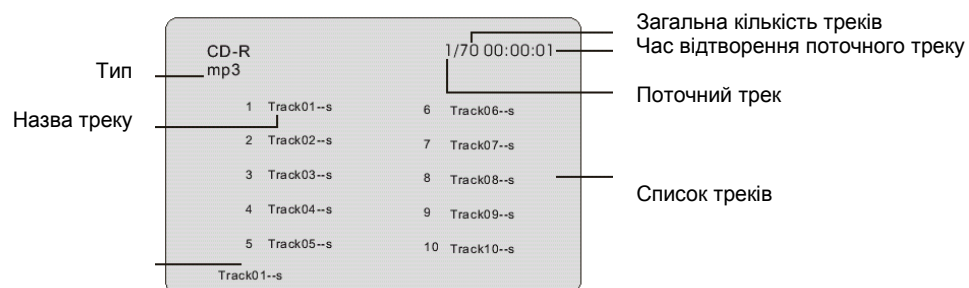 Загальна кількість треків
CD-R 1/70 00:00:01 Час відтворення поточного треку
Тип mp3
Поточний трек
Назва треку 1 Track01--s 6 Track06--s
2 Track02--s 7 Track07--s
3 Track03--s 8 Track08--s
Список треків
4 Track04--s 9 Track09--s
5 Track05--s 10 Track10--s
Track01--s